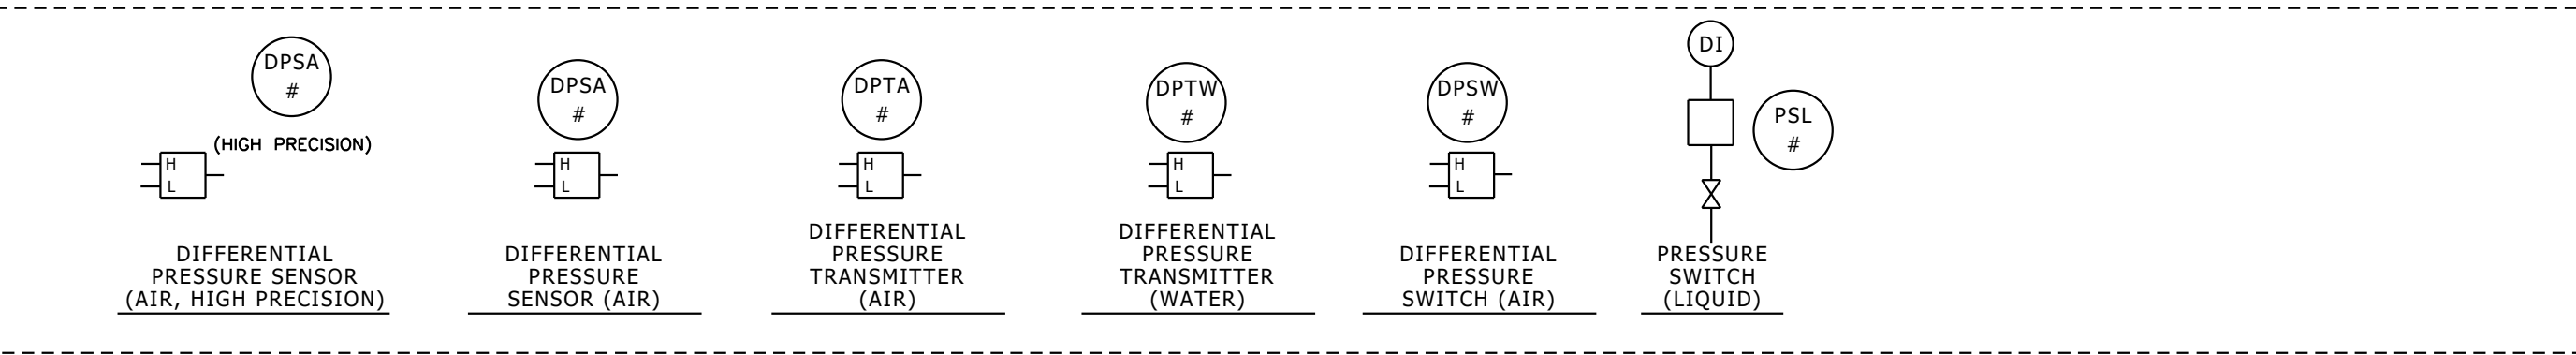 DPSA
#
(HIGH PRECISION)
H
L
DIFFERENTIAL
PRESSURE SENSOR
(AIR, HIGH PRECISION)
DPSA
#
H
L
DIFFERENTIAL
PRESSURE
SENSOR (AIR)
DPTA
#
H
L
DIFFERENTIAL
PRESSURE
TRANSMITTER
(AIR)
DPTW
#
H
L
DIFFERENTIAL
PRESSURE
TRANSMITTER
(WATER)
DPSW
#
H
L
DIFFERENTIAL
PRESSURE
SWITCH (AIR)
DI
PSL
#
PRESSURE
SWITCH
(LIQUID)